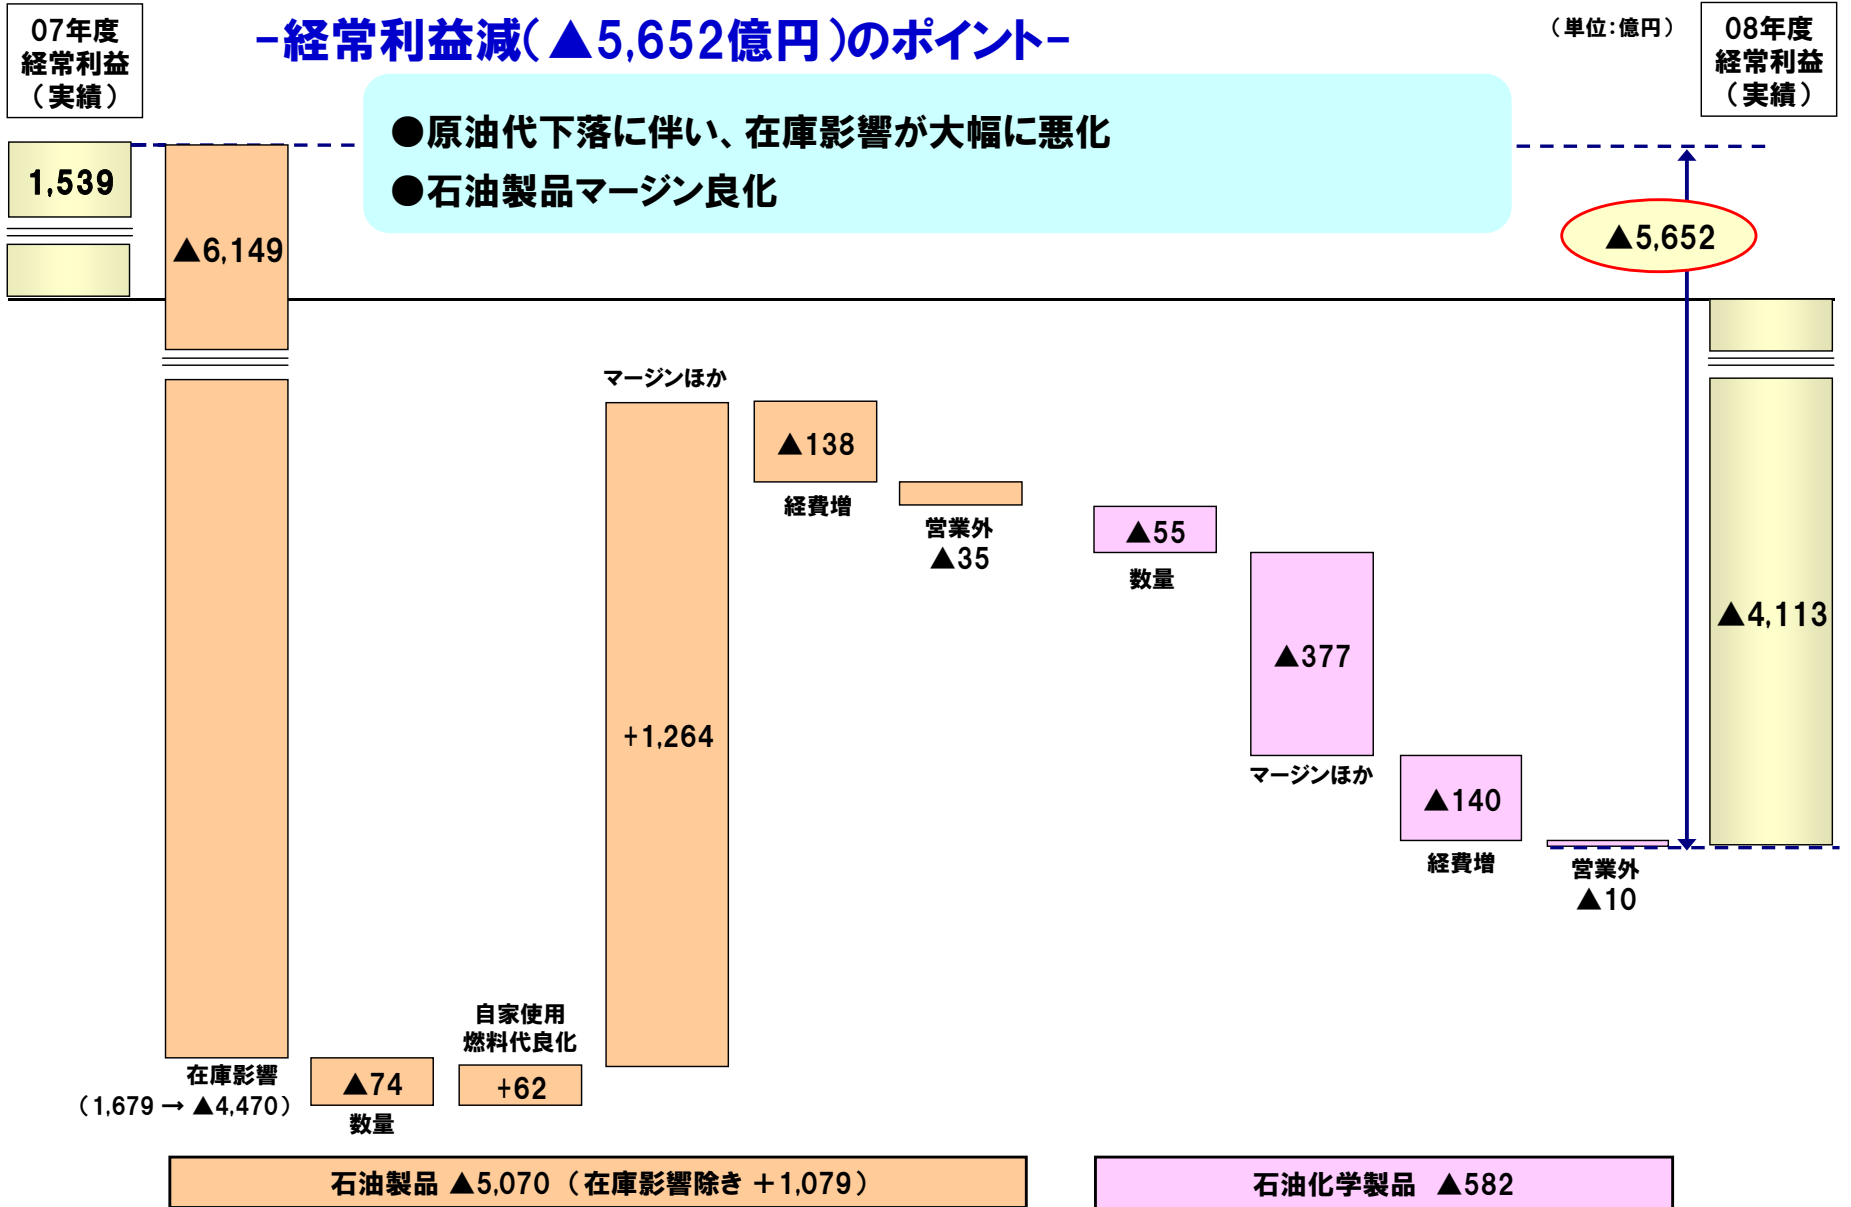 07年度
経常利益
（実績）
-経常利益減(▲5,652億円)のポイント-
（単位:億円）
08年度
経常利益
（実績）
●原油代下落に伴い、在庫影響が大幅に悪化
●石油製品マージン良化
1,539
▲6,149
▲5,652
マージンほか
▲138
経費増
営業外
▲35
▲55
数量
▲377
マージンほか
▲4,113
+1,264
▲140
経費増
営業外
▲10
自家使用
燃料代良化
在庫影響
（1,679 → ▲4,470）
▲74
数量
+62
石油製品 ▲5,070 （在庫影響除き +1,079）
石油化学製品 ▲582